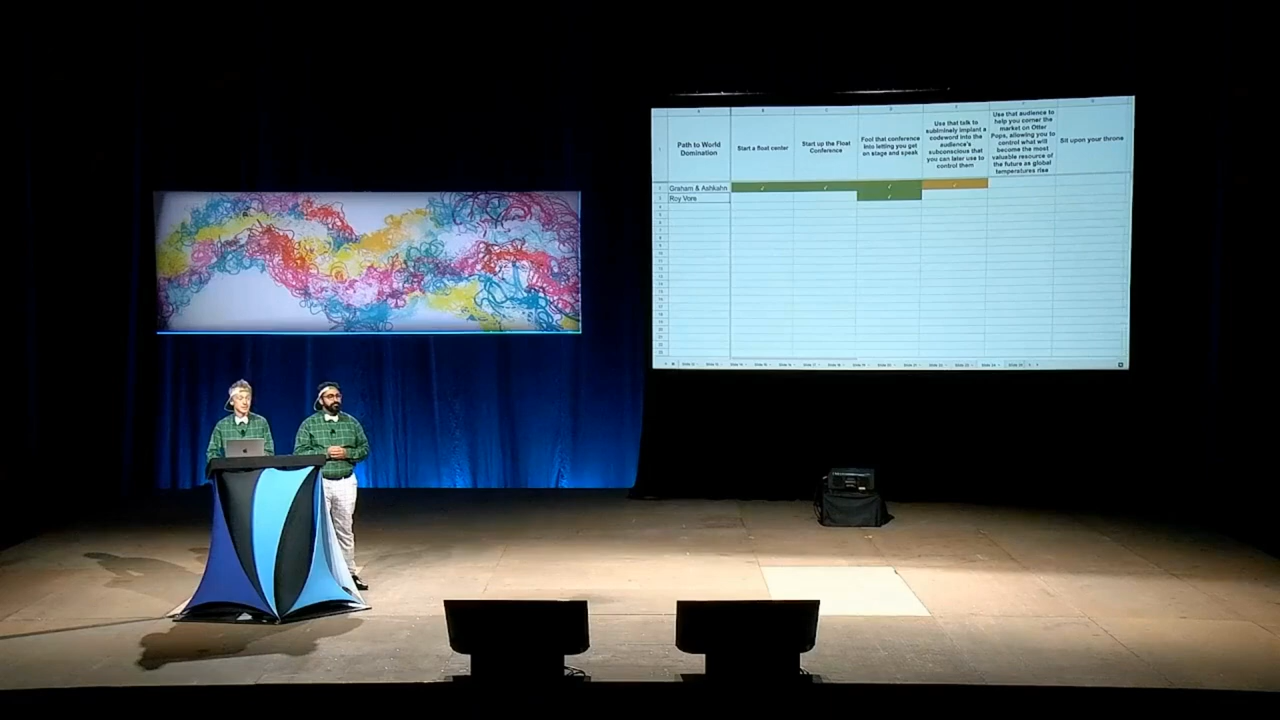 Path to World
Domination
Start a float center
Start up the Float
Conference
Fool that conference
into letting you get
on stage and speak
Use that talk to
subliminely implant a
codeword into the
audience's
subconscious that
you can later use to
control them
Use that audience to
help you corner the
market on Otter
Pops, allowing you to
control what will
become the most
valuable resource of
the future as global
temperatures rise
Sit upon your throne
Graham & Ashkahn ✓ ✓ ✓ ✓
Roy Vore ✓